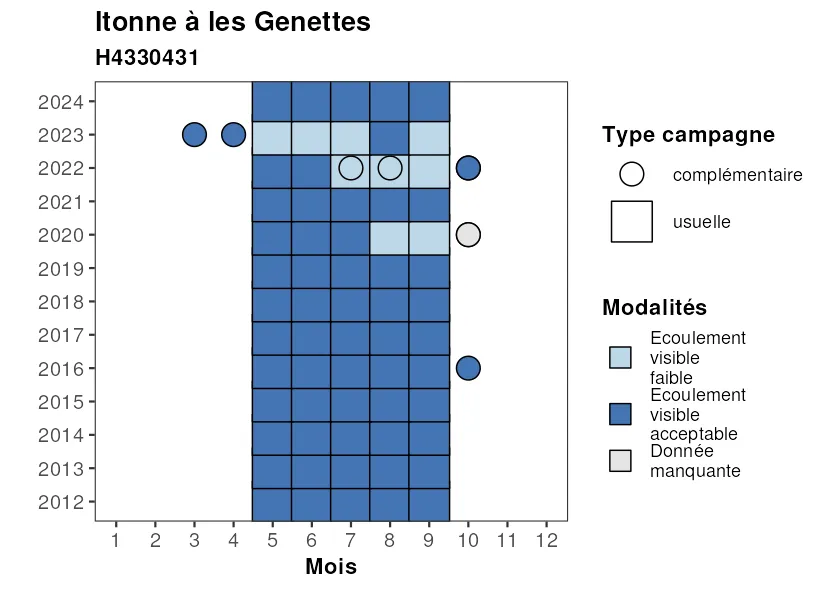 Itonne à les Genettes
H4330431
2024
2023
2022
2021
2020
2019
2018
2017
2016
2015
2014
2013
2012
1 2 3 4 5 6 7 8 9 10 11 12
Mois
Type campagne
complémentaire
usuelle
Modalités
Ecoulement
visible
faible
Ecoulement
visible
acceptable
Donnée
manquante